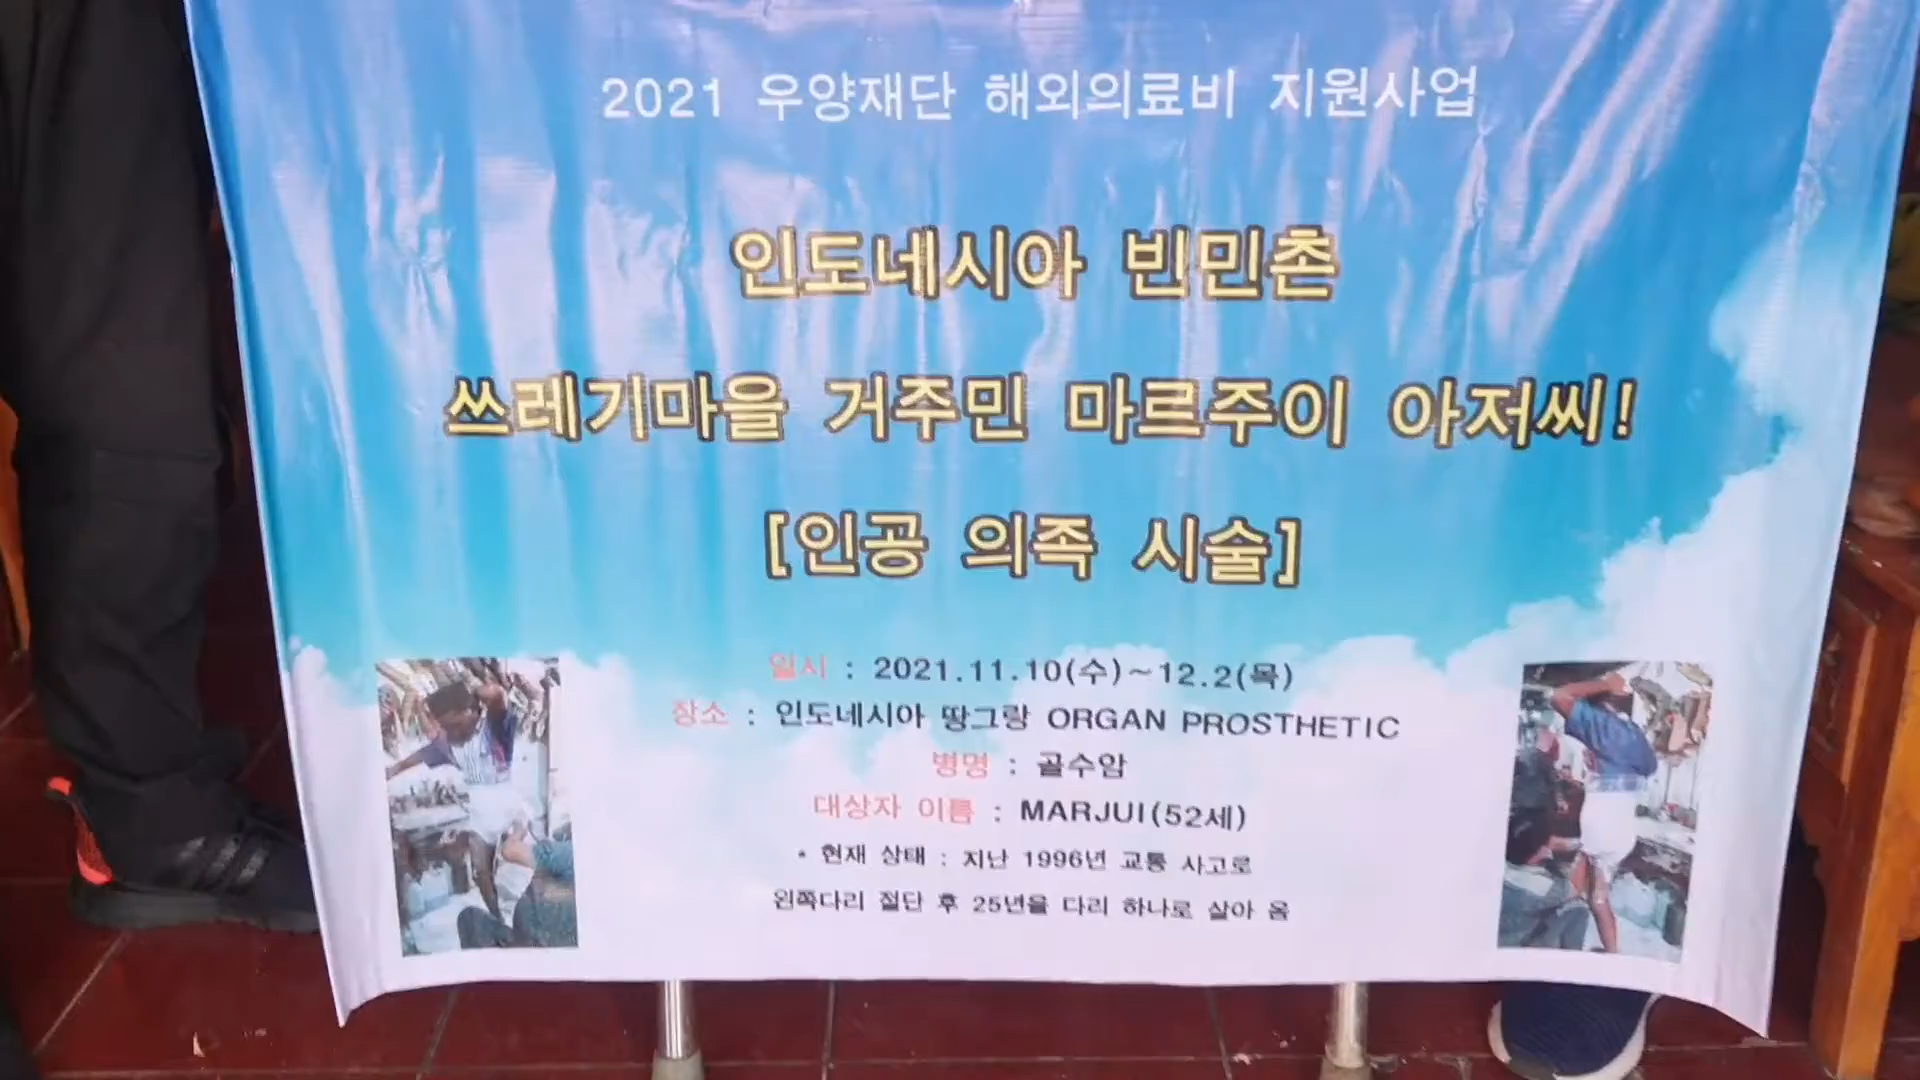 2021 우양재단 해외의료비 지원사업
인도네시아 빈민촌
쓰레기마을 거주민 마르주이 아저씨!
[인공 의족 시술]
일시 : 2021.11.10(수)~12.2(목)
장소 : 인도네시아 땅그랑 ORGAN PROSTHETIC
병명 : 골수암
대상자 이름 : MARJUI(52세)
* 현재 상태 : 지난 1996년 교통 사고로
왼쪽다리 절단 후 25년을 다리 하나로 살아 옴